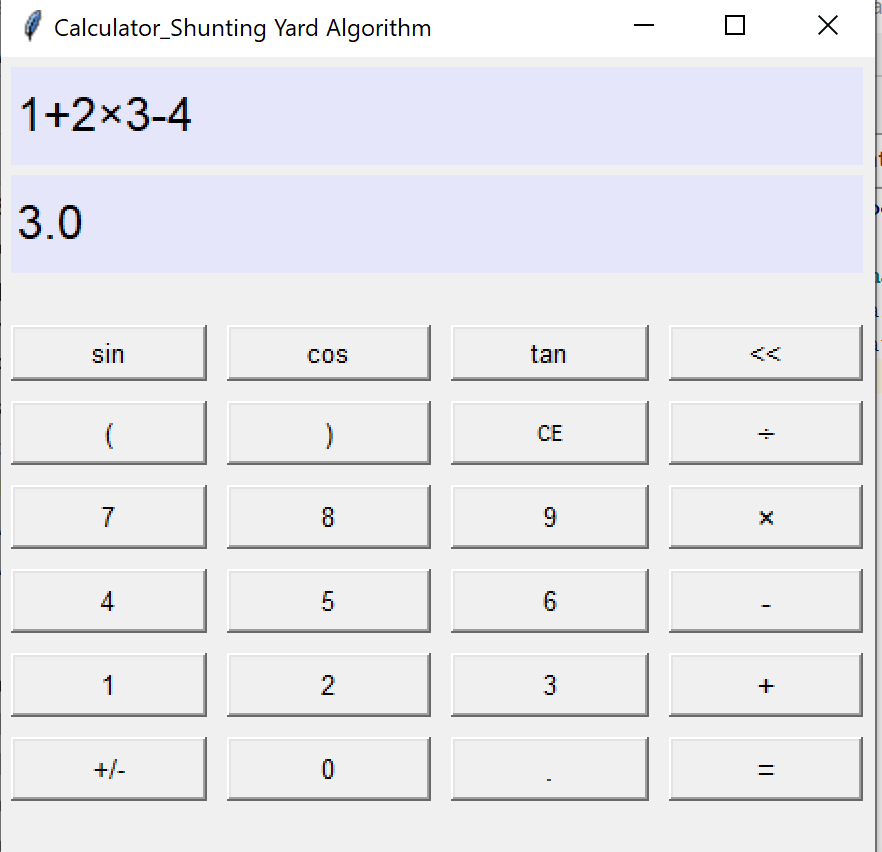 Calculator_Shunting Yard Algorithm
1+2×3-4
3.0
sin cos tan <<
( ) CE ÷
7 8 9 ×
4 5 6 -
1 2 3 +
+/- 0 . =